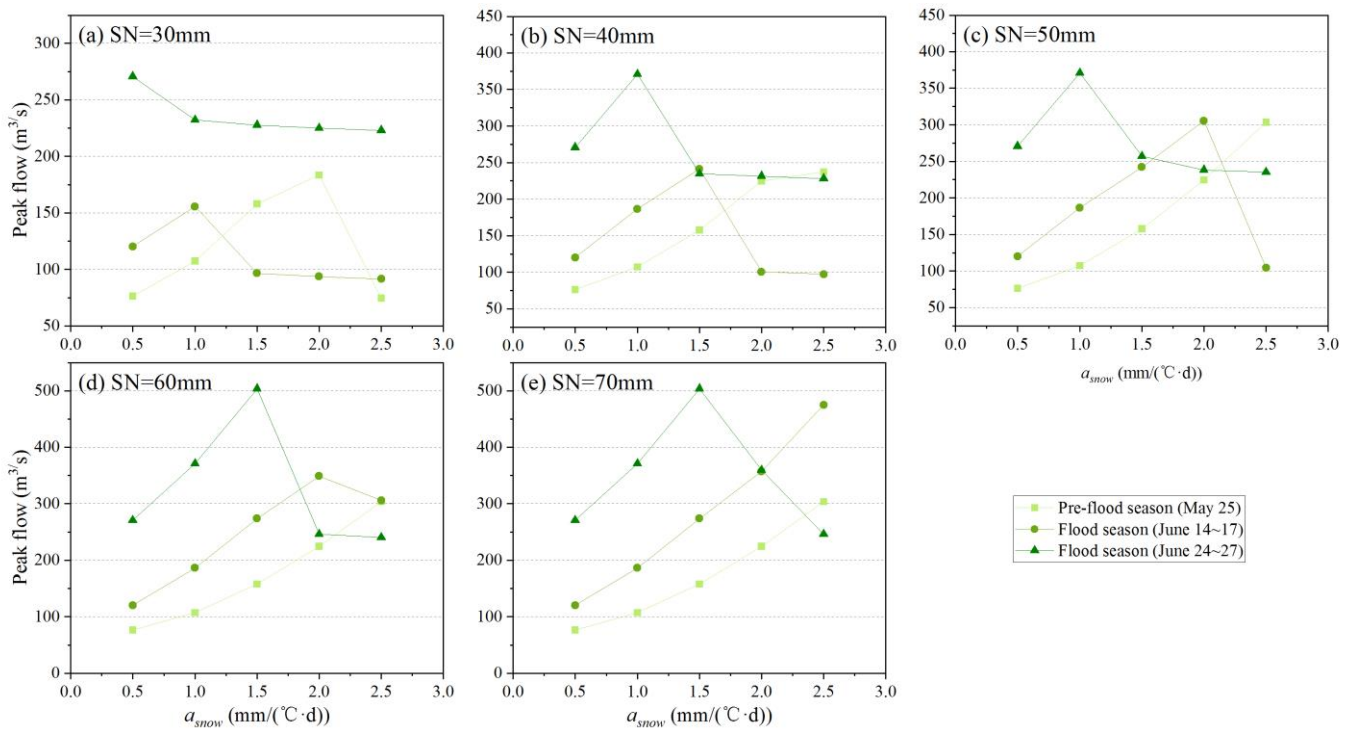 (a) SN=30mm
Peak flow (m³/s)
300
250
200
150
100
50
0.0 0.5 1.0 1.5 2.0 2.5 3.0
(b) SN=40mm
450
400
350
300
250
200
150
100
50
0.0 0.5 1.0 1.5 2.0 2.5 3.0
(c) SN=50mm
450
400
350
300
250
200
150
100
50
0.0 0.5 1.0 1.5 2.0 2.5 3.0
a_snow (mm/(℃·d))
(d) SN=60mm
Peak flow (m³/s)
500
400
300
200
100
0
0.0 0.5 1.0 1.5 2.0 2.5 3.0
a_snow (mm/(℃·d))
(e) SN=70mm
500
400
300
200
100
0
0.0 0.5 1.0 1.5 2.0 2.5 3.0
a_snow (mm/(℃·d))
Pre-flood season (May 25)
Flood season (June 14~17)
Flood season (June 24~27)